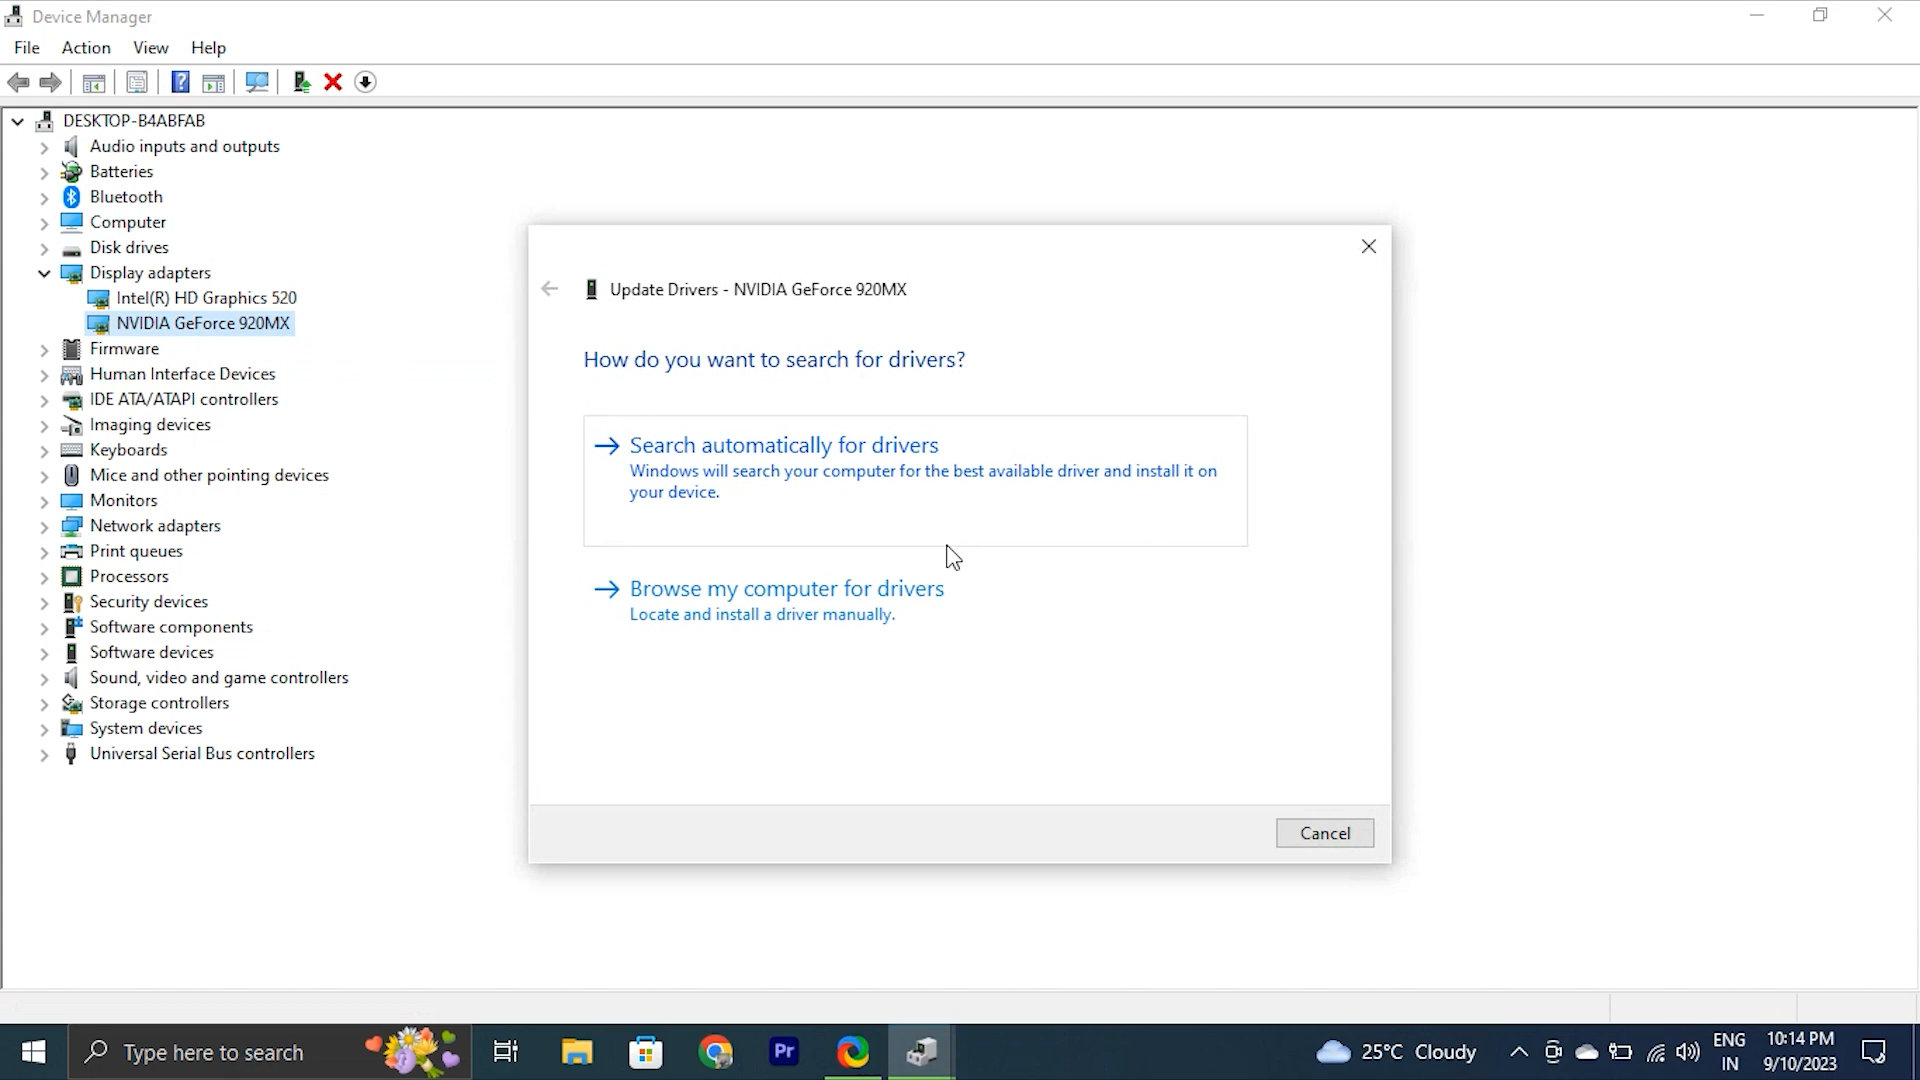 Device Manager
File Action View Help
DESKTOP-B4ABFAB
Audio inputs and outputs
Batteries
Bluetooth
Computer
Disk drives
Display adapters
Intel(R) HD Graphics 520
NVIDIA GeForce 920MX
Firmware
Human Interface Devices
IDE ATA/ATAPI controllers
Imaging devices
Keyboards
Mice and other pointing devices
Monitors
Network adapters
Print queues
Processors
Security devices
Software components
Software devices
Sound, video and game controllers
Storage controllers
System devices
Universal Serial Bus controllers
Update Drivers - NVIDIA GeForce 920MX
How do you want to search for drivers?
Search automatically for drivers
Windows will search your computer for the best available driver and install it on
your device.
Browse my computer for drivers
Locate and install a driver manually.
Cancel
Type here to search
Pr
25°C Cloudy
ENG
IN
10:14 PM
9/10/2023